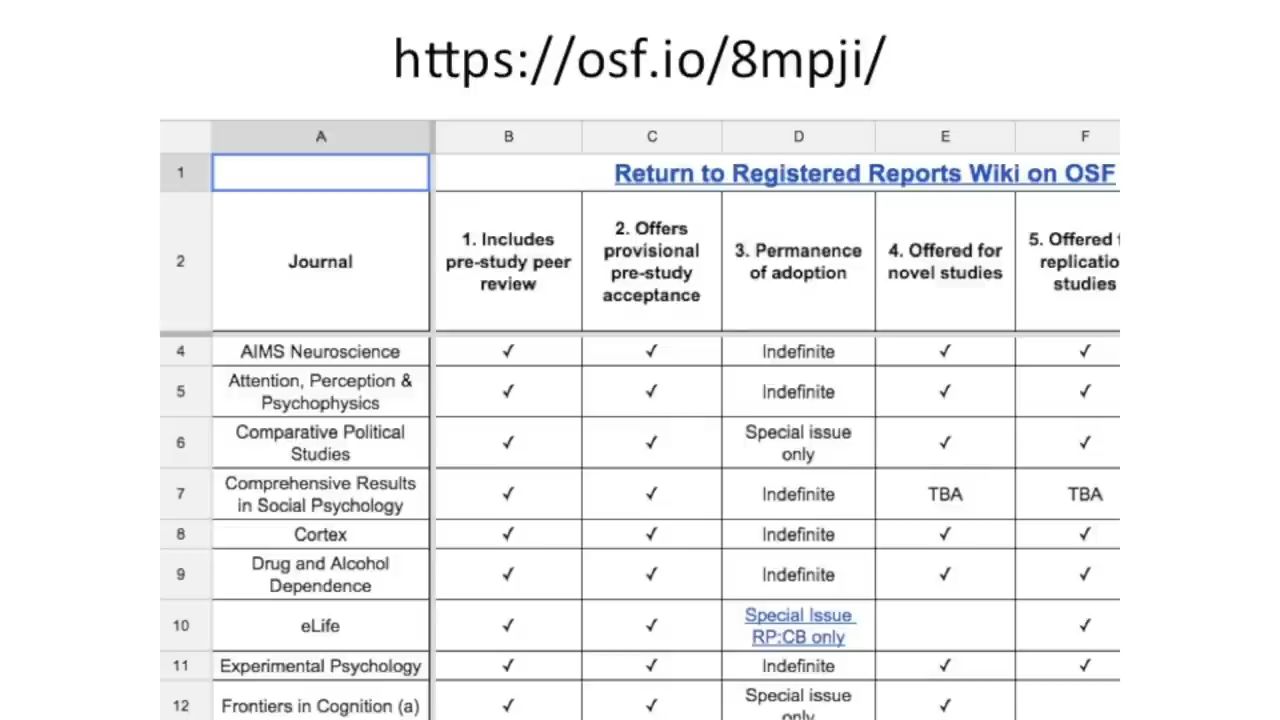 https://osf.io/8mpji/
A B C D E F
1 Return to Registered Reports Wiki on OSF
2 Journal 1. Includes pre-study peer review 2. Offers provisional pre-study acceptance 3. Permanence of adoption 4. Offered for novel studies 5. Offered replicatio studies
4 AIMS Neuroscience ✓ ✓ Indefinite ✓ ✓
5 Attention, Perception & Psychophysics ✓ ✓ Indefinite ✓ ✓
6 Comparative Political Studies ✓ ✓ Special issue only ✓ ✓
7 Comprehensive Results in Social Psychology ✓ ✓ Indefinite TBA TBA
8 Cortex ✓ ✓ Indefinite ✓ ✓
9 Drug and Alcohol Dependence ✓ ✓ Indefinite ✓ ✓
10 eLife ✓ ✓ Special Issue RP:CB only ✓
11 Experimental Psychology ✓ ✓ Indefinite ✓ ✓
12 Frontiers in Cognition (a) ✓ ✓ Special issue only ✓